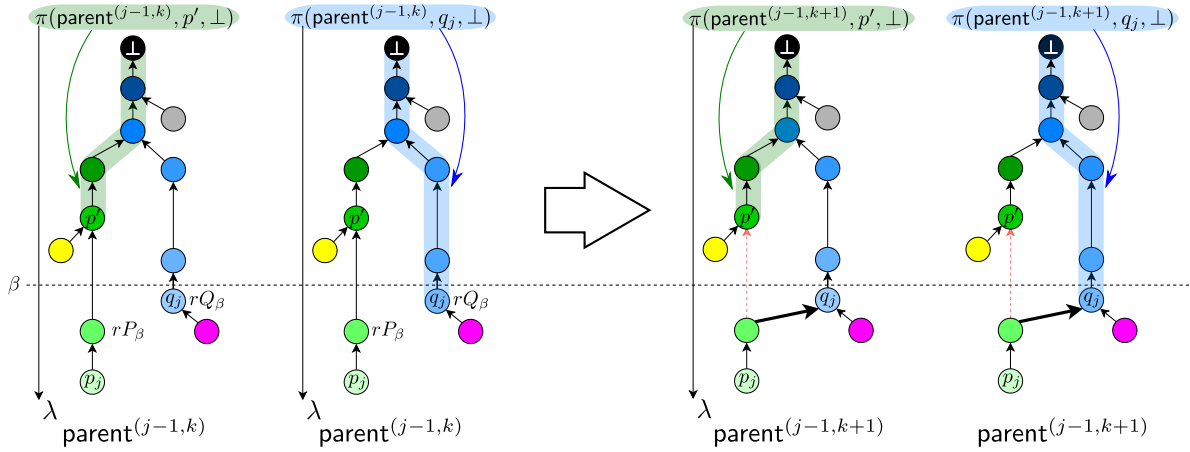 π(parent^(j−1,k), p′, ⊥) π(parent^(j−1,k), q_j, ⊥) π(parent^(j−1,k+1), p′, ⊥) π(parent^(j−1,k+1), q_j, ⊥)
⊥ ⊥ ⊥ ⊥
p′ p′ p′ p′
β
q_j rQ_β q_j rQ_β q_j q_j
rP_β rP_β
p_j p_j p_j p_j
λ λ λ
parent^(j−1,k) parent^(j−1,k) parent^(j−1,k+1) parent^(j−1,k+1)